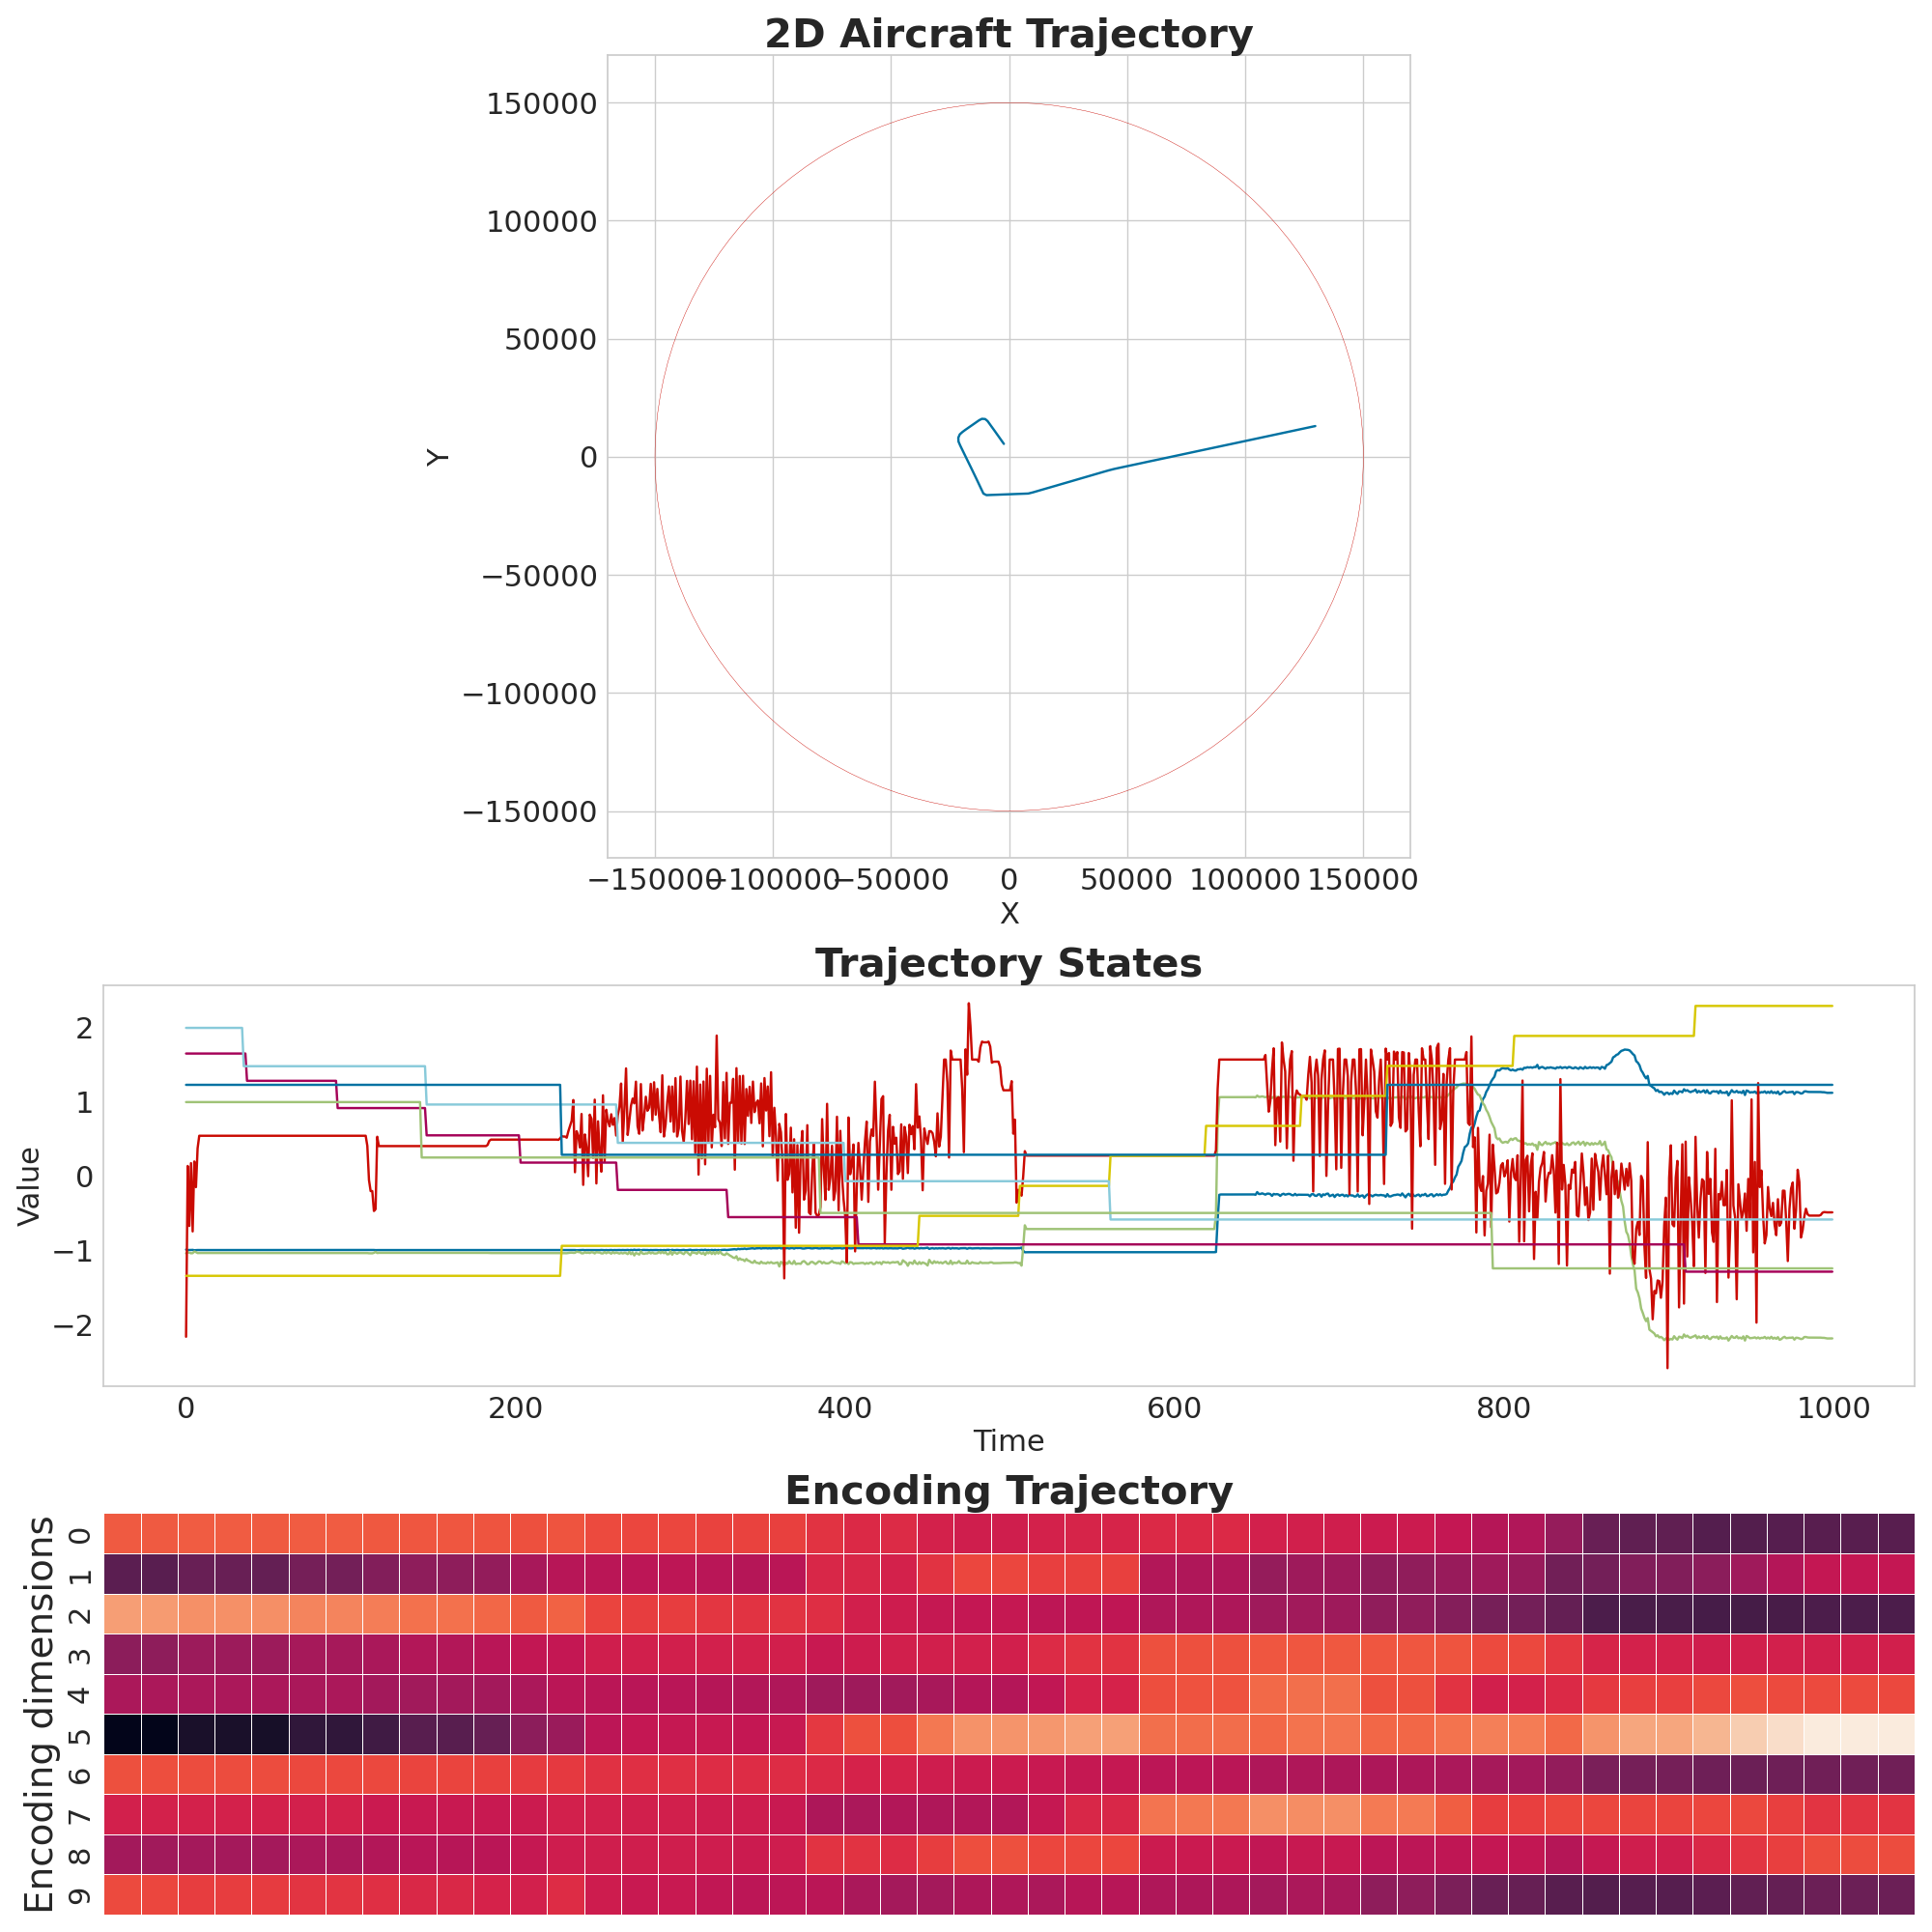 2D Aircraft Trajectory
150000
100000
50000
0
−50000
−100000
−150000
Y
−150000 −100000 −50000 0 50000 100000 150000
X
Trajectory States
2
1
0
−1
−2
Value
0 200 400 600 800 1000
Time
Encoding Trajectory
Encoding dimensions
0
1
2
3
4
5
6
7
8
9